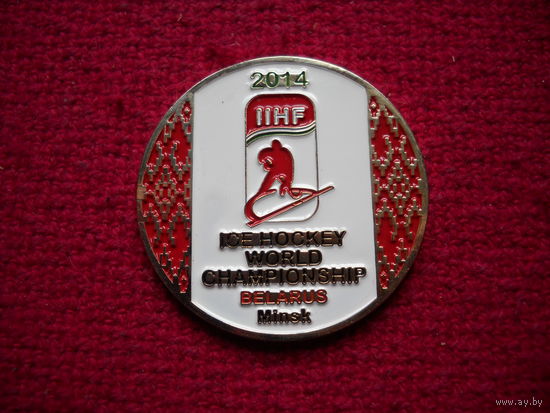 2014
IIHF
ICE HOCKEY
WORLD
CHAMPIONSHIP
BELARUS
Minsk
www.ay.by